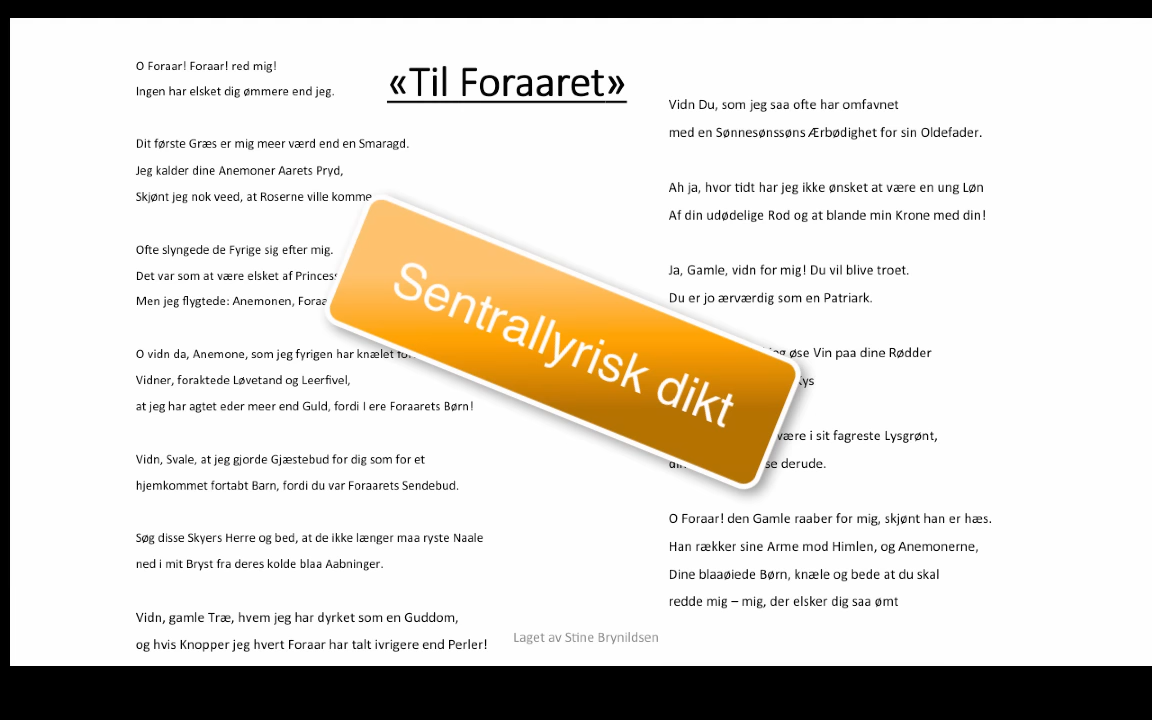 «Til Foraaret»
O Foraar! Foraar! red mig!
Ingen har elsket dig ømmere end jeg.
Dit første Græs er mig meer værd end en Smaragd.
Jeg kalder dine Anemoner Aarets Pryd,
Skjønt jeg nok veed, at Roserne ville komme
Ofte slyngede de Fyrige sig efter mig.
Det var som at være elsket af
Men jeg flygtede: Anemonen,
O vidn da, Anemone, som jeg fyrigen har knælet
Vidner, foraktede Løvetand og Leerfivel,
at jeg har agtet eder meer end Guld, fordi I ere Foraarets Børn!
Vidn, Svale, at jeg gjorde Gjæstebud for dig som for et
hjemkommet fortabt Barn, fordi du var Foraarets Sendebud.
Søg disse Skyers Herre og bed, at de ikke længer maa ryste Naale
ned i mit Bryst fra deres kolde blaa Aabninger.
Vidn, gamle Træ, hvem jeg har dyrket som en Guddom,
og hvis Knopper jeg hvert Foraar har talt ivrigere end Perler!
Vidn Du, som jeg saa ofte har omfavnet
med en Sønnesønssøns Ærbødighet for sin Oldefader.
Ah ja, hvor tidt har jeg ikke ønsket at være en ung Løn
Af din udødelige Rod og at blande min Krone med din!
Ja, Gamle, vidn for mig! Du vil blive troet.
Du er jo ærværdig som en Patriark.
øse Vin paa dine Rødder
være i sit fagreste Lysgrønt,
derude.
O Foraar! den Gamle raaber for mig, skjønt han er hæs.
Han rækker sine Arme mod Himlen, og Anemonerne,
Dine blaaøiede Børn, knæle og bede at du skal
redde mig – mig, der elsker dig saa ømt
Sentrallyrisk dikt
Laget av Stine Brynildsen